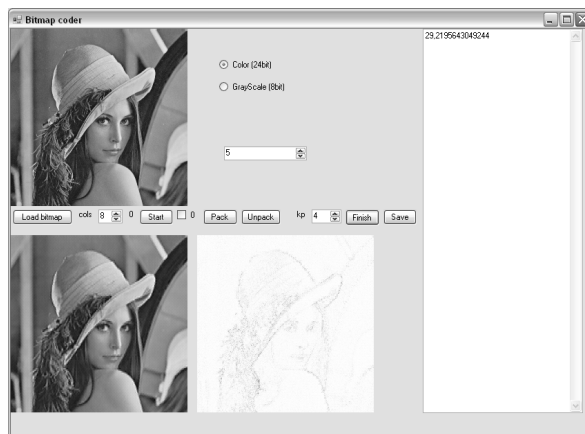 Bitmap coder
29,2195643049244
Color (24bit)
GrayScale (8bit)
5
Load bitmap cols 8 0 Start 0 Pack Unpack kp 4 Finish Save